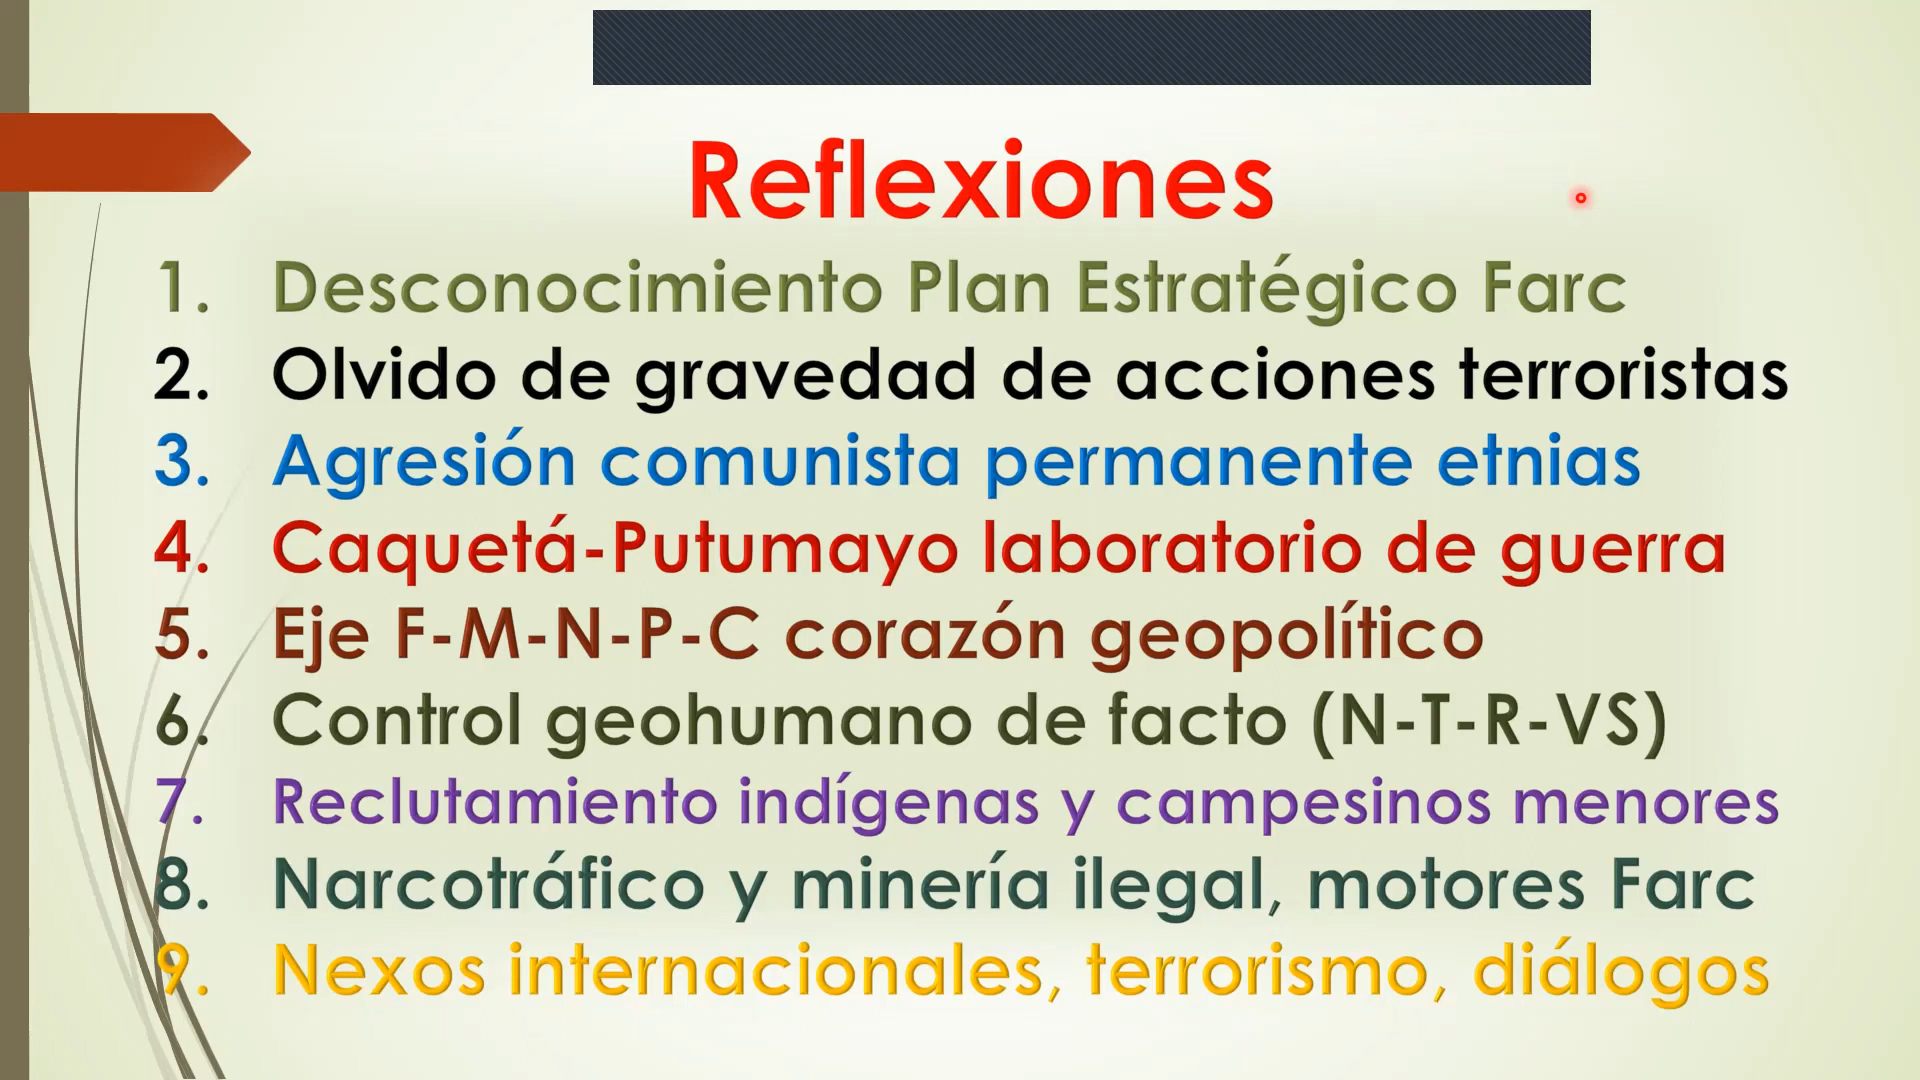 Reflexiones
1. Desconocimiento Plan Estratégico Farc
2. Olvido de gravedad de acciones terroristas
3. Agresión comunista permanente etnias
4. Caquetá-Putumayo laboratorio de guerra
5. Eje F-M-N-P-C corazón geopolítico
6. Control geohumano de facto (N-T-R-VS)
7. Reclutamiento indígenas y campesinos menores
8. Narcotráfico y minería ilegal, motores Farc
9. Nexos internacionales, terrorismo, diálogos